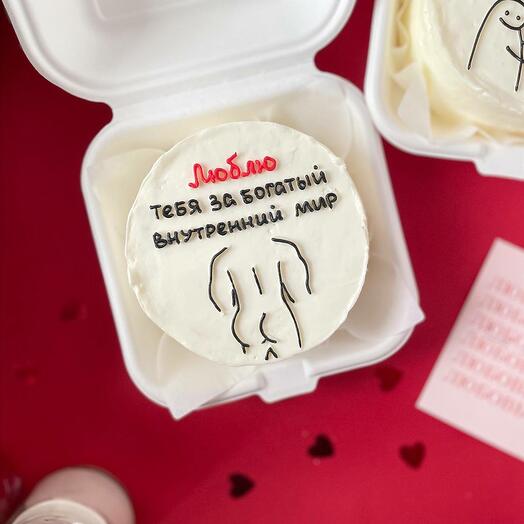 Люблю
тебя за богатый
внутренний мир